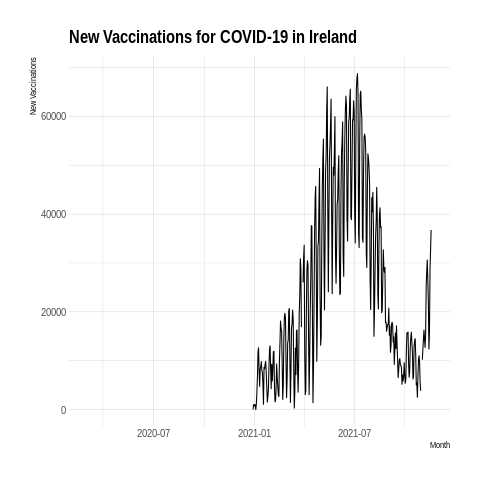 New Vaccinations for COVID-19 in Ireland
New Vaccinations
60000
40000
20000
0
2020-07
2021-01
2021-07
Month